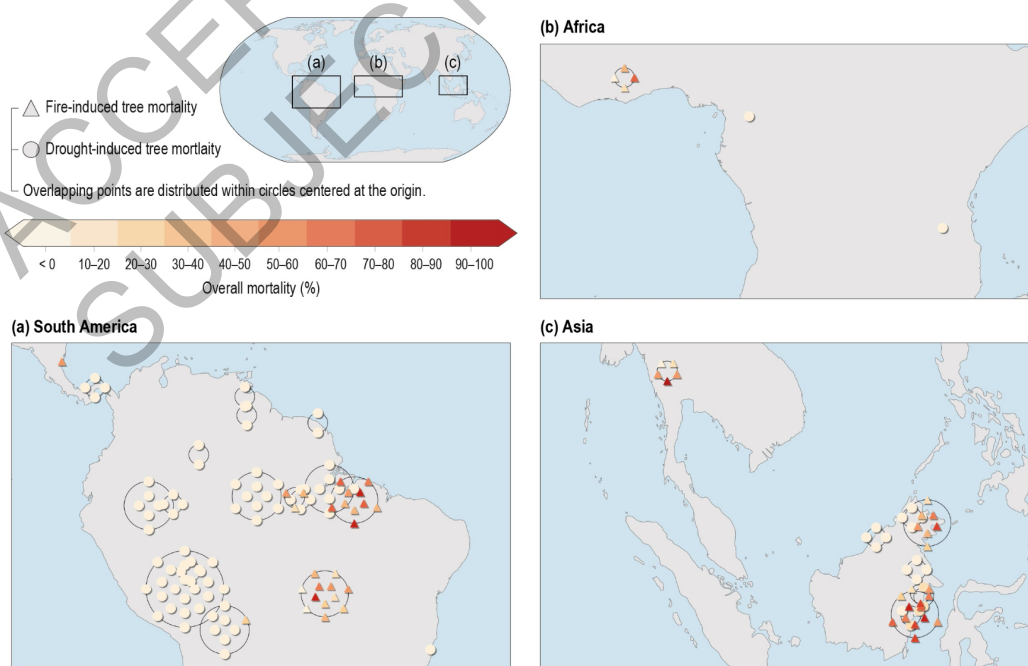 ACCEP
SUBJECT
(a)
(b)
(c)
Fire-induced tree mortality
Drought-induced tree mortlaity
Overlapping points are distributed within circles centered at the origin.
< 0 10–20 20–30 30–40 40–50 50–60 60–70 70–80 80–90 90–100
Overall mortality (%)
(b) Africa
(a) South America
(c) Asia